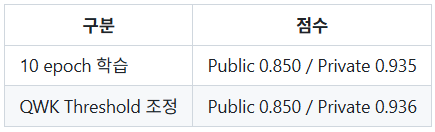 구분 점수
10 epoch 학습 Public 0.850 / Private 0.935
QWK Threshold 조정 Public 0.850 / Private 0.936